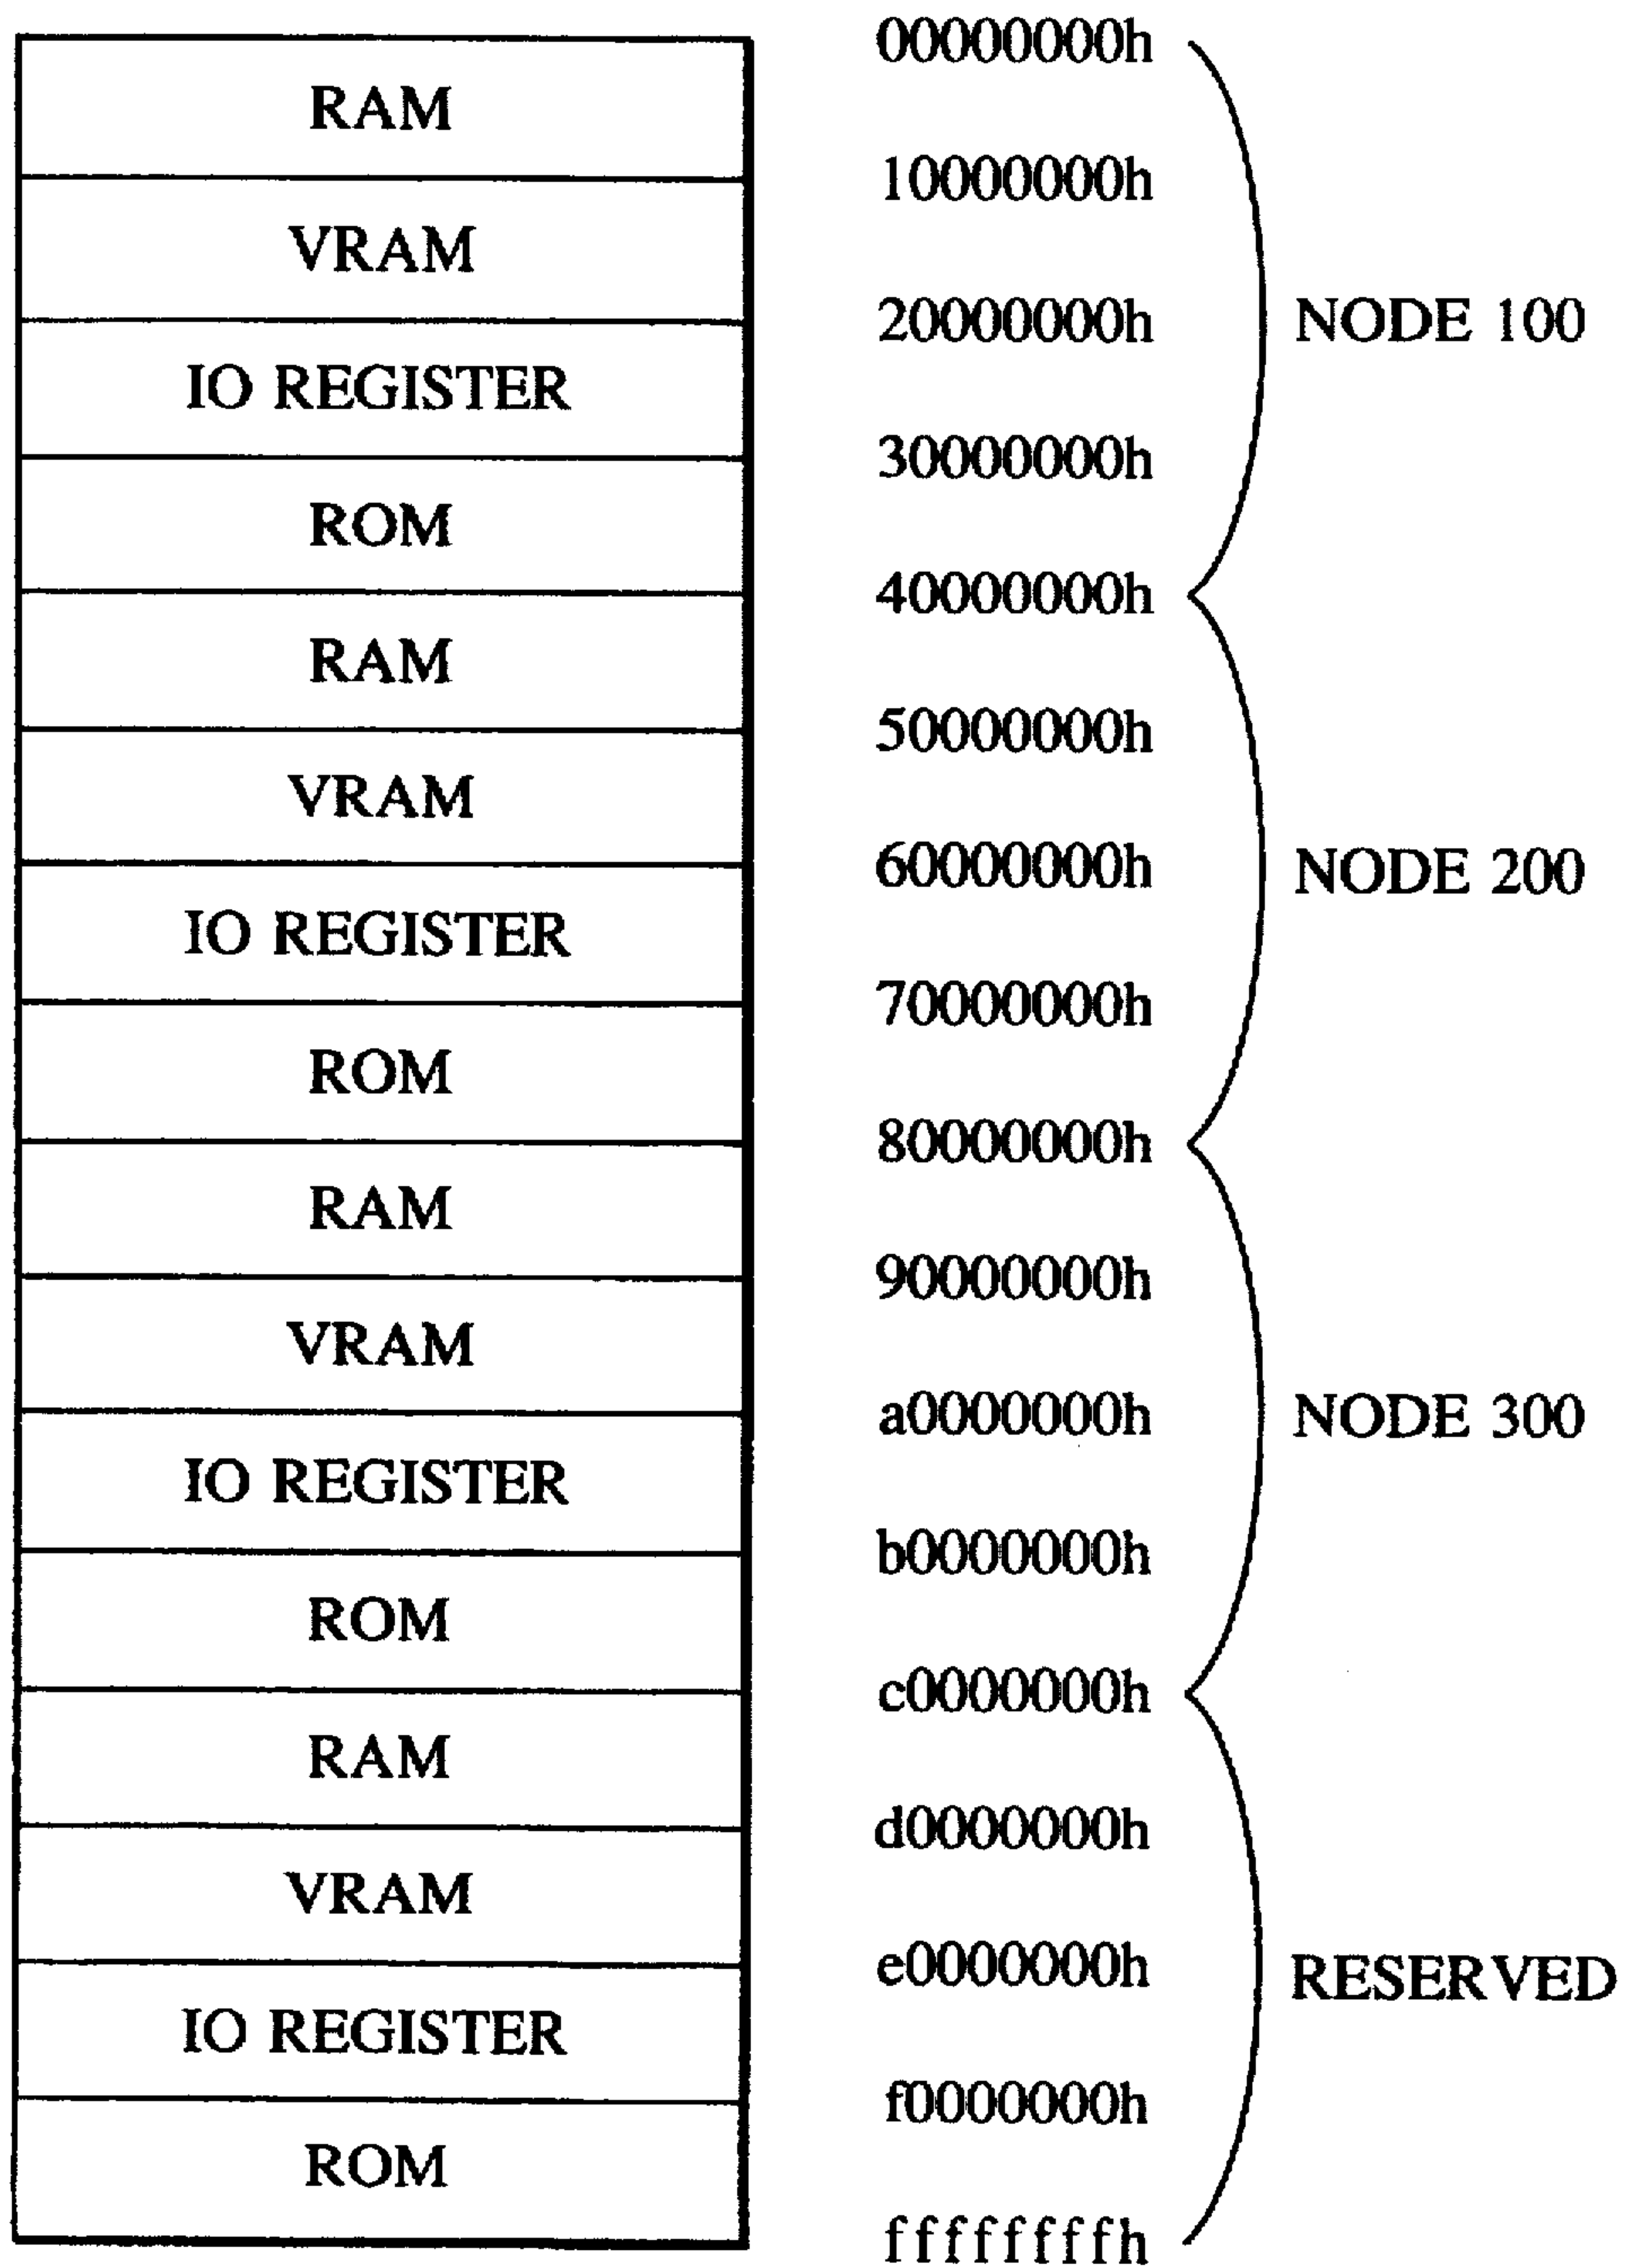 00000000h
RAM
10000000h
VRAM
20000000h NODE 100
IO REGISTER
30000000h
ROM
40000000h
RAM
50000000h
VRAM
60000000h NODE 200
IO REGISTER
70000000h
ROM
80000000h
RAM
90000000h
VRAM
a0000000h NODE 300
IO REGISTER
b0000000h
ROM
c0000000h
RAM
d0000000h
VRAM
e0000000h RESERVED
IO REGISTER
f0000000h
ROM
ffffffffh